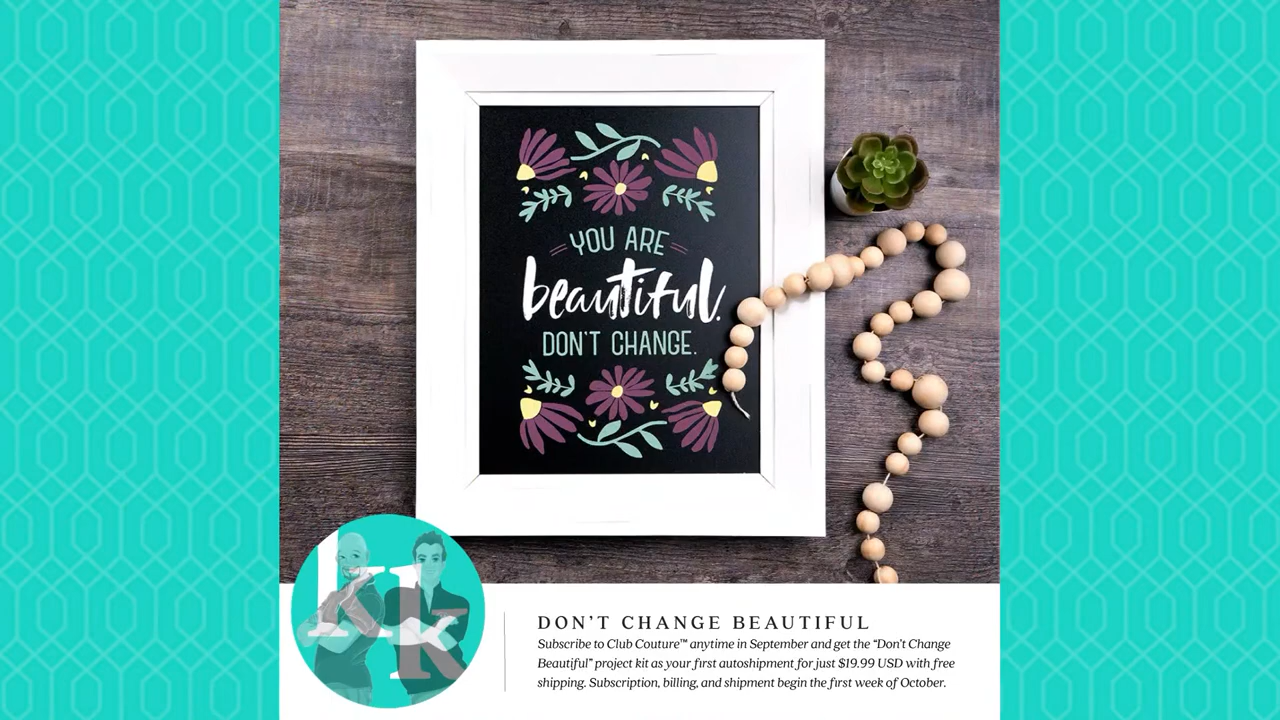 YOU ARE
beautiful.
DON'T CHANGE.
kk
DON'T CHANGE BEAUTIFUL
Subscribe to Club Couture™ anytime in September and get the “Don't Change
Beautiful” project kit as your first autoshipment for just $19.99 USD with free
shipping. Subscription, billing, and shipment begin the first week of October.